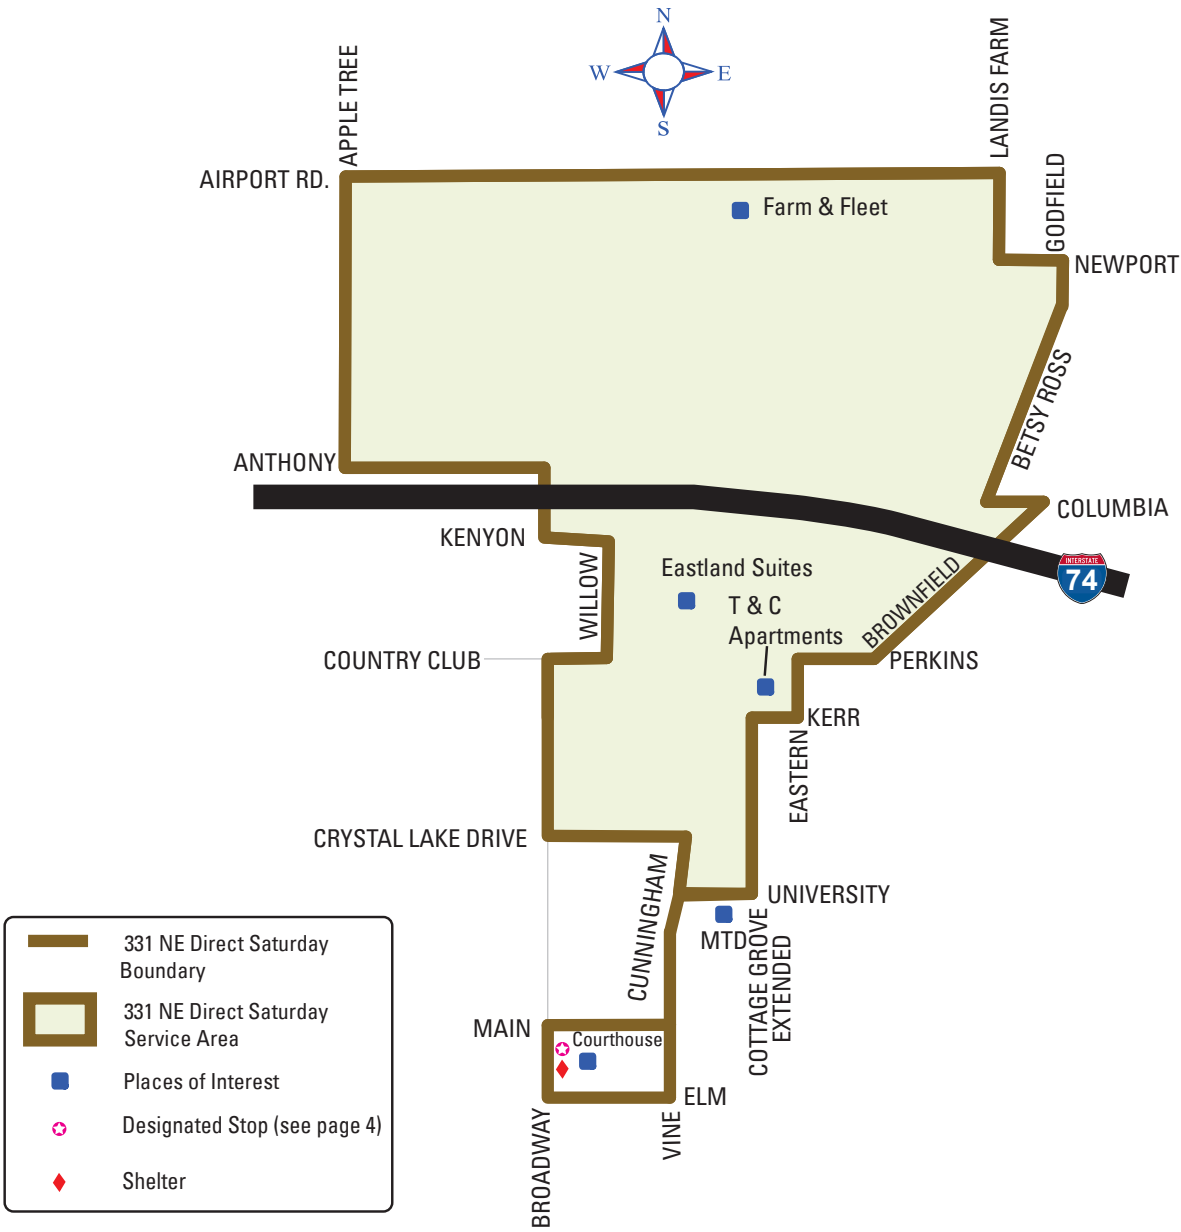 N
W
E
S
APPLE TREE
LANDIS FARM
AIRPORT RD.
GODFIELD
Farm & Fleet
NEWPORT
BETSY ROSS
ANTHONY
COLUMBIA
KENYON
INTERSTATE
74
WILLOW
Eastland Suites
BROWNFIELD
T & C
Apartments
COUNTRY CLUB
PERKINS
KERR
EASTERN
CRYSTAL LAKE DRIVE
CUNNINGHAM
UNIVERSITY
MTD
COTTAGE GROVE
EXTENDED
MAIN
Courthouse
ELM
BROADWAY
VINE
331 NE Direct Saturday
Boundary
331 NE Direct Saturday
Service Area
Places of Interest
Designated Stop (see page 4)
Shelter